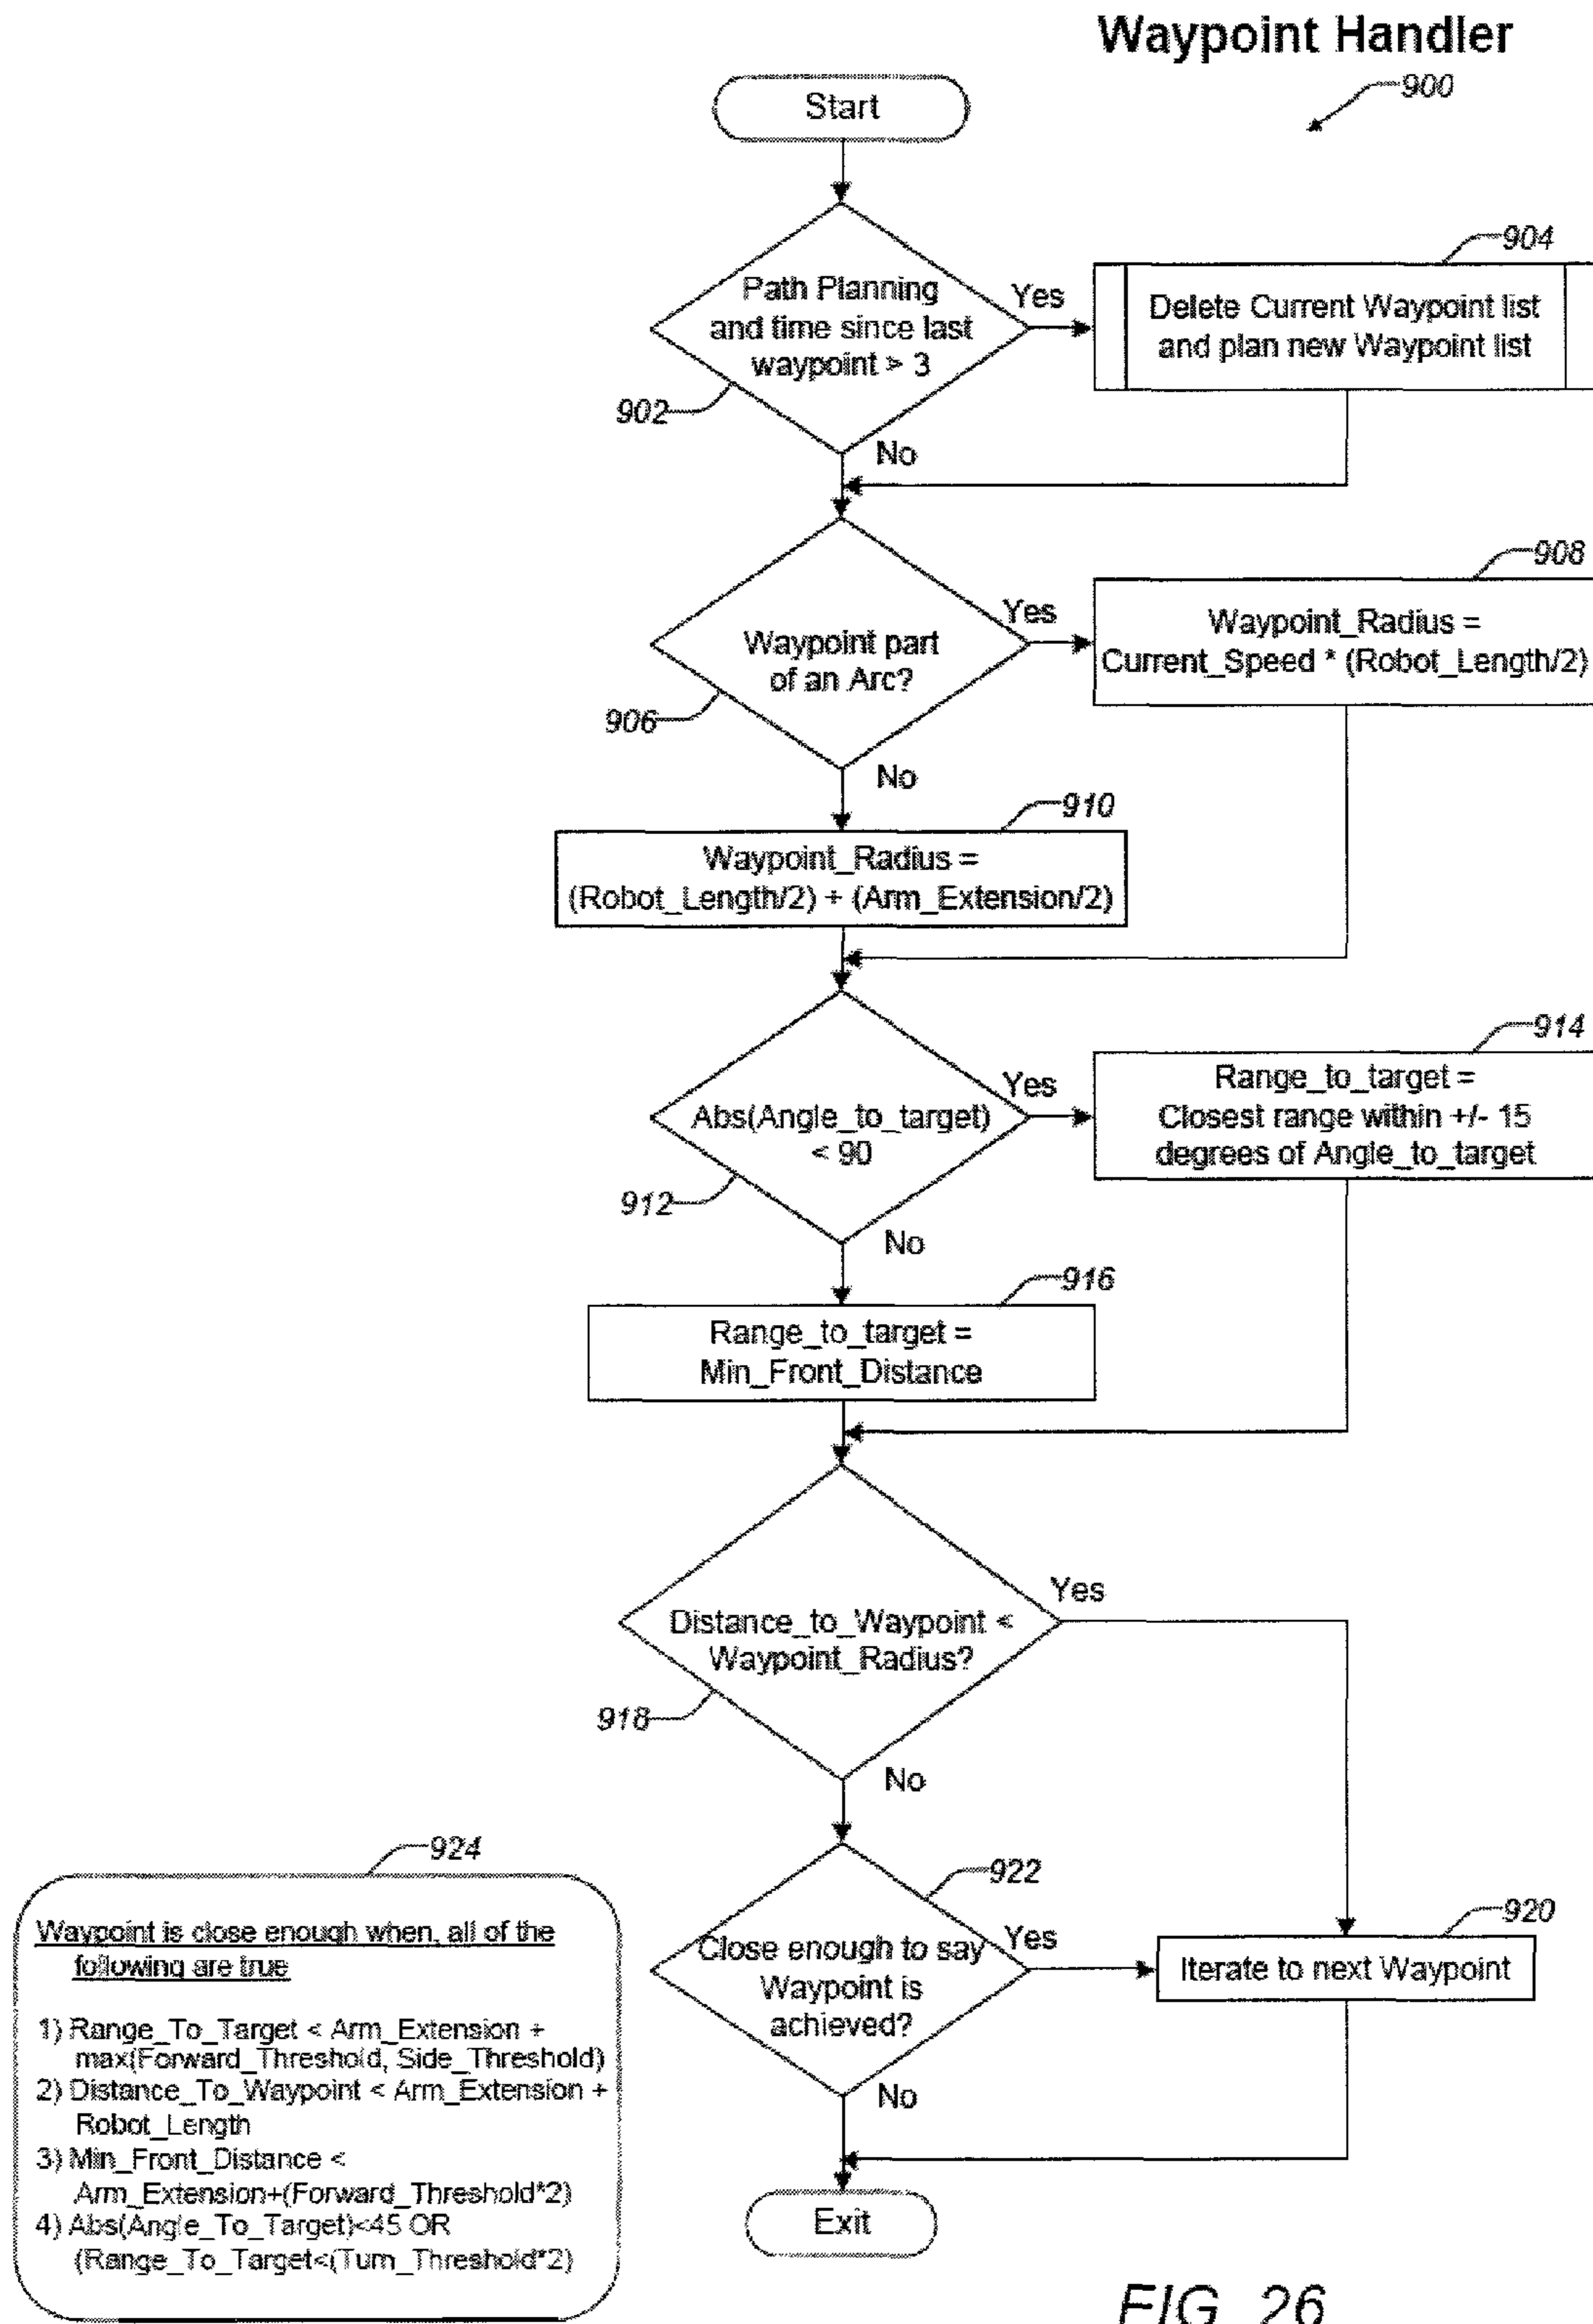 Waypoint Handler
900
Start
Path Planning
and time since last
waypoint > 3
902
Yes
904
Delete Current Waypoint list
and plan new Waypoint list
No
Waypoint part
of an Arc?
906
Yes
908
Waypoint_Radius =
Current_Speed * (Robot_Length/2)
No
910
Waypoint_Radius =
(Robot_Length/2) + (Arm_Extension/2)
Abs(Angle_to_target)
< 90
912
Yes
914
Range_to_target =
Closest range within +/- 15
degrees of Angle_to_target
No
916
Range_to_target =
Min_Front_Distance
Distance_to_Waypoint <
Waypoint_Radius?
918
Yes
No
922
Close enough to say
Waypoint is
achieved?
Yes
920
Iterate to next Waypoint
No
Exit
924
Waypoint is close enough when, all of the
following are true
1) Range_To_Target < Arm_Extension +
max(Forward_Threshold, Side_Threshold)
2) Distance_To_Waypoint < Arm_Extension +
Robot_Length
3) Min_Front_Distance <
Arm_Extension+(Forward_Threshold*2)
4) Abs(Angle_To_Target)<45 OR
(Range_To_Target<(Turn_Threshold*2)
FIG. 26